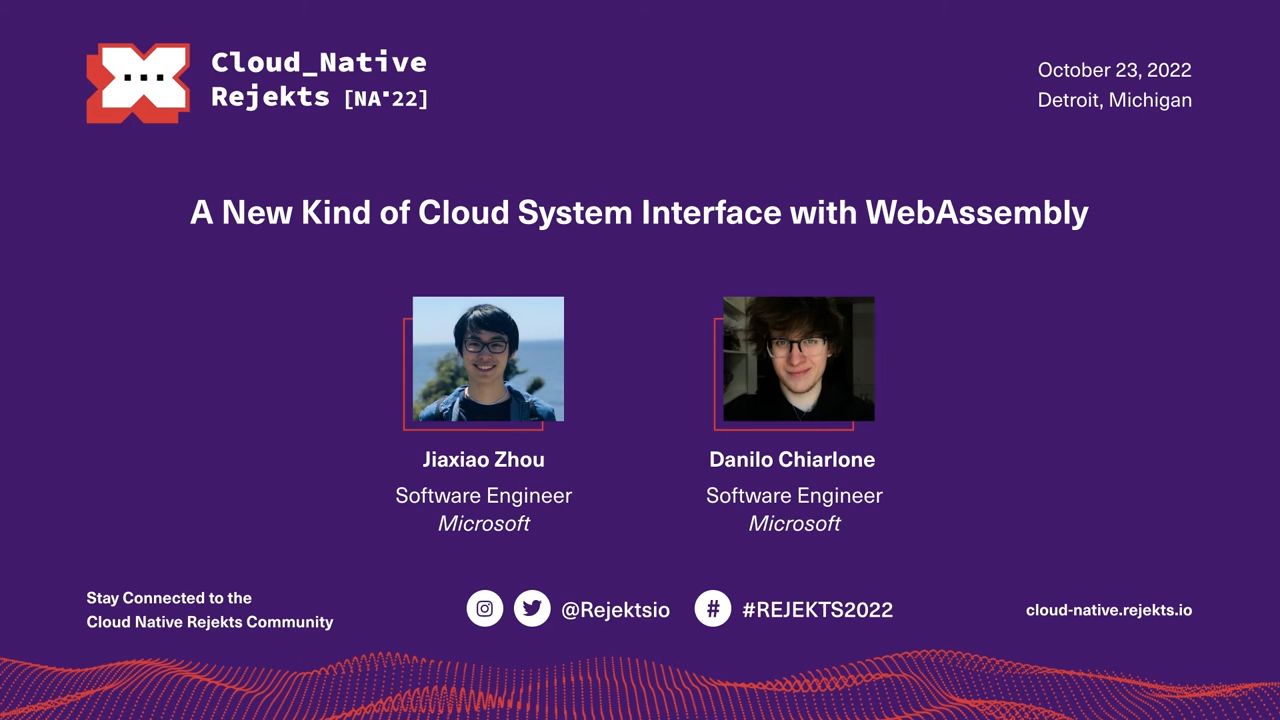 Cloud_Native
Rejekts [NA▪22]
October 23, 2022
Detroit, Michigan
A New Kind of Cloud System Interface with WebAssembly
Jiaxiao Zhou
Software Engineer
Microsoft
Danilo Chiarlone
Software Engineer
Microsoft
Stay Connected to the
Cloud Native Rejekts Community
@Rejektsio
# #REJEKTS2022
cloud-native.rejekts.io